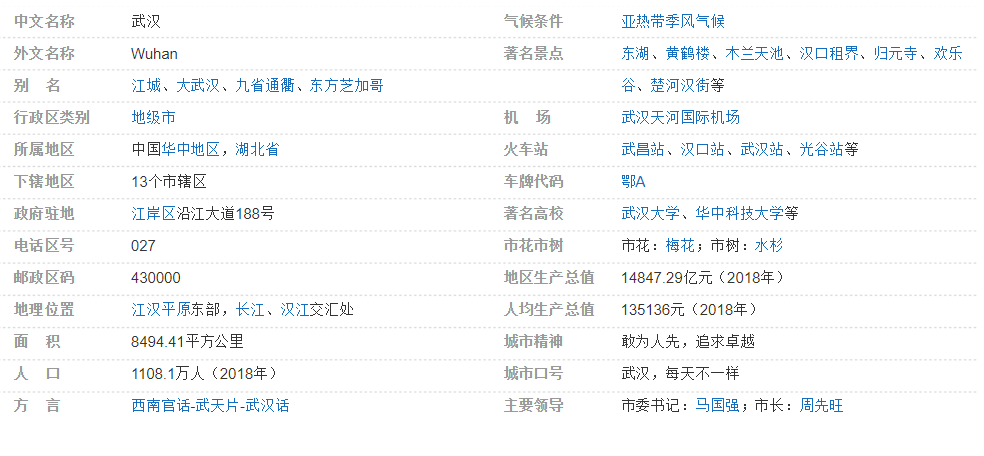 中文名称 武汉
外文名称 Wuhan
别 名 江城、大武汉、九省通衢、东方芝加哥
行政区类别 地级市
所属地区 中国华中地区，湖北省
下辖地区 13个市辖区
政府驻地 江岸区沿江大道188号
电话区号 027
邮政区码 430000
地理位置 江汉平原东部，长江、汉江交汇处
面 积 8494.41平方公里
人 口 1108.1万人（2018年）
方 言 西南官话-武天片-武汉话
气候条件 亚热带季风气候
著名景点 东湖、黄鹤楼、木兰天池、汉口租界、归元寺、欢乐
谷、楚河汉街等
机 场 武汉天河国际机场
火车站 武昌站、汉口站、武汉站、光谷站等
车牌代码 鄂A
著名高校 武汉大学、华中科技大学等
市花市树 市花：梅花；市树：水杉
地区生产总值 14847.29亿元（2018年）
人均生产总值 135136元（2018年）
城市精神 敢为人先，追求卓越
城市口号 武汉，每天不一样
主要领导 市委书记：马国强；市长：周先旺